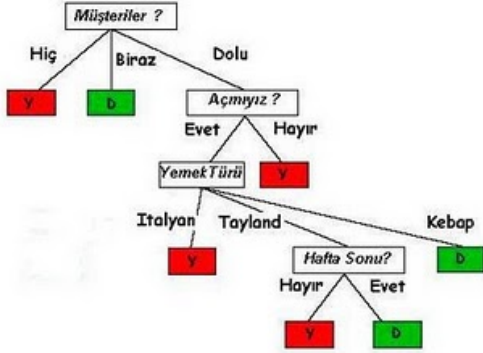 Müşteriler ?
Hiç Biraz Dolu
Y D Açmıyız ?
Evet Hayır
YemekTürü Y
Italyan Tayland Kebap
Y Hafta Sonu? D
Hayır Evet
Y D